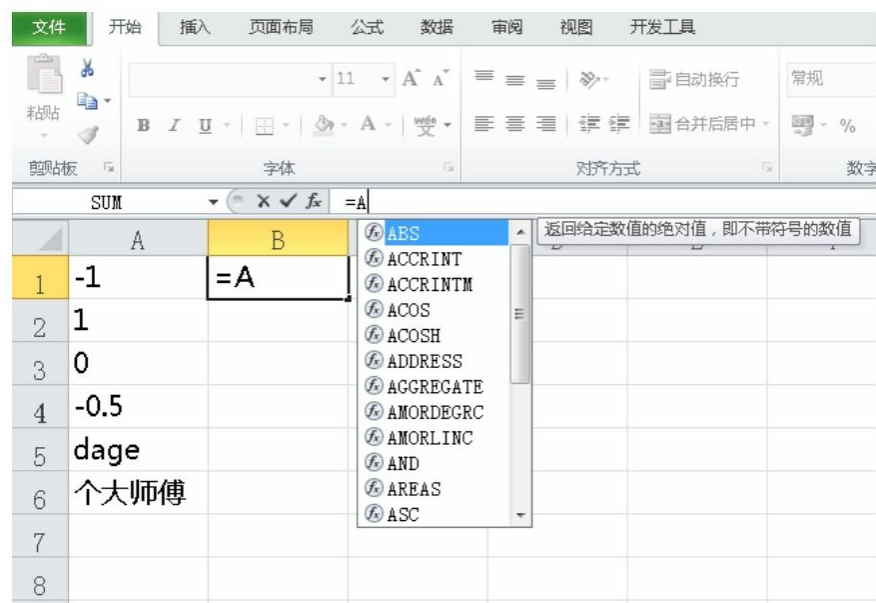 文件 开始 插入 页面布局 公式 数据 审阅 视图 开发工具
11 A A 自动换行 常规
粘贴
B I U A wén 变 合并后居中 %
剪贴板 字体 对齐方式 数字
SUM fx =A
返回给定数值的绝对值，即不带符号的数值
A B
1 -1 =A
2 1
3 0
4 -0.5
5 dage
6 个大师傅
7
8
ABS
ACCRINT
ACCRINTM
ACOS
ACOSH
ADDRESS
AGGREGATE
AMORDEGRC
AMORLINC
AND
AREAS
ASC